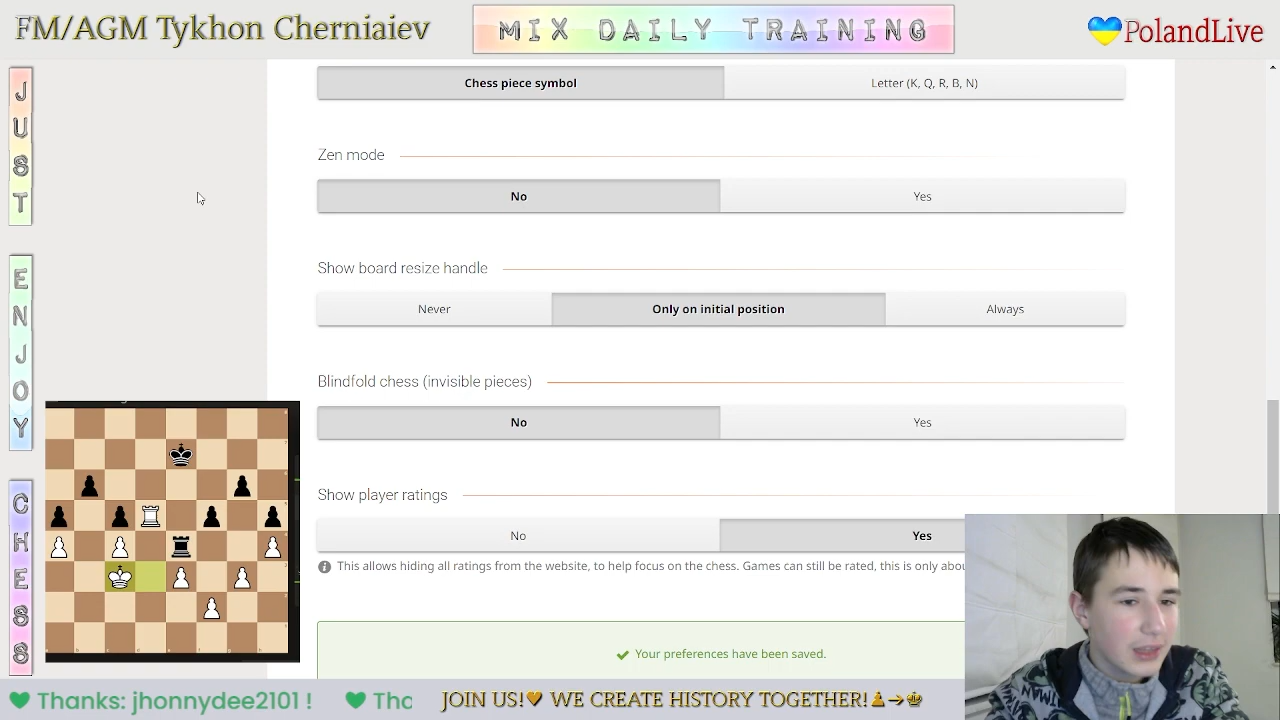 FM/AGM Tykhon Cherniaiev
MIX DAILY TRAINING
PolandLive
JUST
ENJOY
CHESS
Chess piece symbol
Letter (K, Q, R, B, N)
Zen mode
No
Yes
Show board resize handle
Never
Only on initial position
Always
Blindfold chess (invisible pieces)
No
Yes
Show player ratings
No
Yes
This allows hiding all ratings from the website, to help focus on the chess. Games can still be rated, this is only
Your preferences have been saved.
Thanks: jhonnydee2101 !
JOIN US! WE CREATE HISTORY TOGETHER!